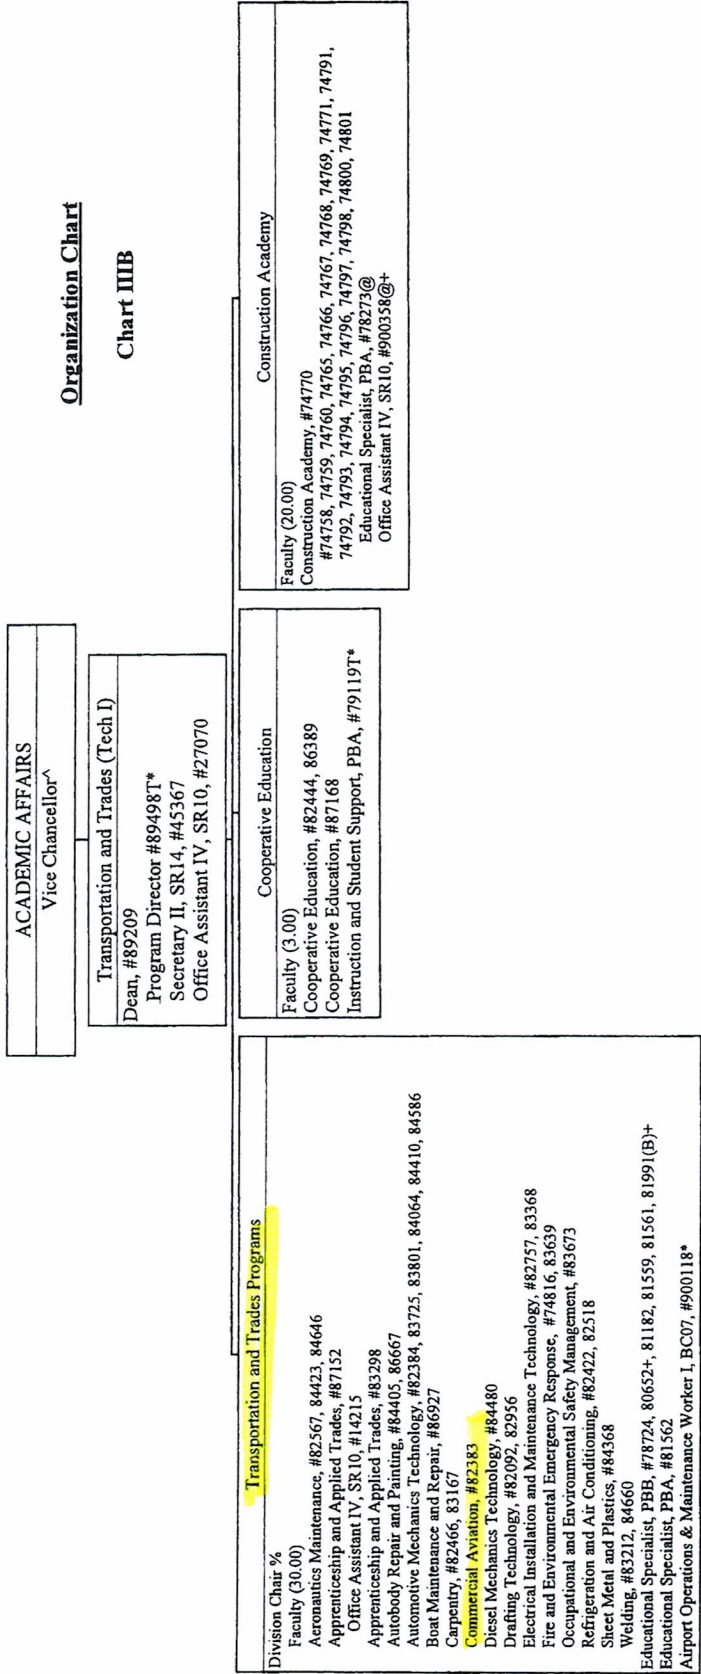 Organization Chart
Chart IIIB
ACADEMIC AFFAIRS
Vice Chancellor^
Transportation and Trades (Tech I)
Dean, #89209
Program Director #89498T*
Secretary II, SR14, #45367
Office Assistant IV, SR10, #27070
Transportation and Trades Programs
Division Chair %
Faculty (30.00)
Aeronautics Maintenance, #82567, 84423, 84646
Apprenticeship and Applied Trades, #87152
Office Assistant IV, SR10, #14215
Apprenticeship and Applied Trades, #83298
Autobody Repair and Painting, #84405, 86667
Automotive Mechanics Technology, #82384, 83725, 83801, 84064, 84410, 84586
Boat Maintenance and Repair, #86927
Carpentry, #82466, 83167
Commercial Aviation, #82383
Diesel Mechanics Technology, #84480
Drafting Technology, #82092, 82956
Electrical Installation and Maintenance Technology, #82757, 83368
Fire and Environmental Emergency Response, #74816, 83639
Occupational and Environmental Safety Management, #83673
Refrigeration and Air Conditioning, #82422, 82518
Sheet Metal and Plastics, #84368
Welding, #83212, 84660
Educational Specialist, PBB, #78724, 80652+, 81182, 81559, 81561, 81991(B)+
Educational Specialist, PBA, #81562
Airport Operations & Maintenance Worker I, BC07, #900118*
Cooperative Education
Faculty (3.00)
Cooperative Education, #82444, 86389
Cooperative Education, #87168
Instruction and Student Support, PBA, #79119T*
Construction Academy
Faculty (20.00)
Construction Academy, #74770
#74758, 74759, 74760, 74765, 74766, 74767, 74768, 74769, 74771, 74791,
74792, 74793, 74794, 74795, 74796, 74797, 74798, 74800, 74801
Educational Specialist, PBA, #78273@
Office Assistant IV, SR10, #900358@+